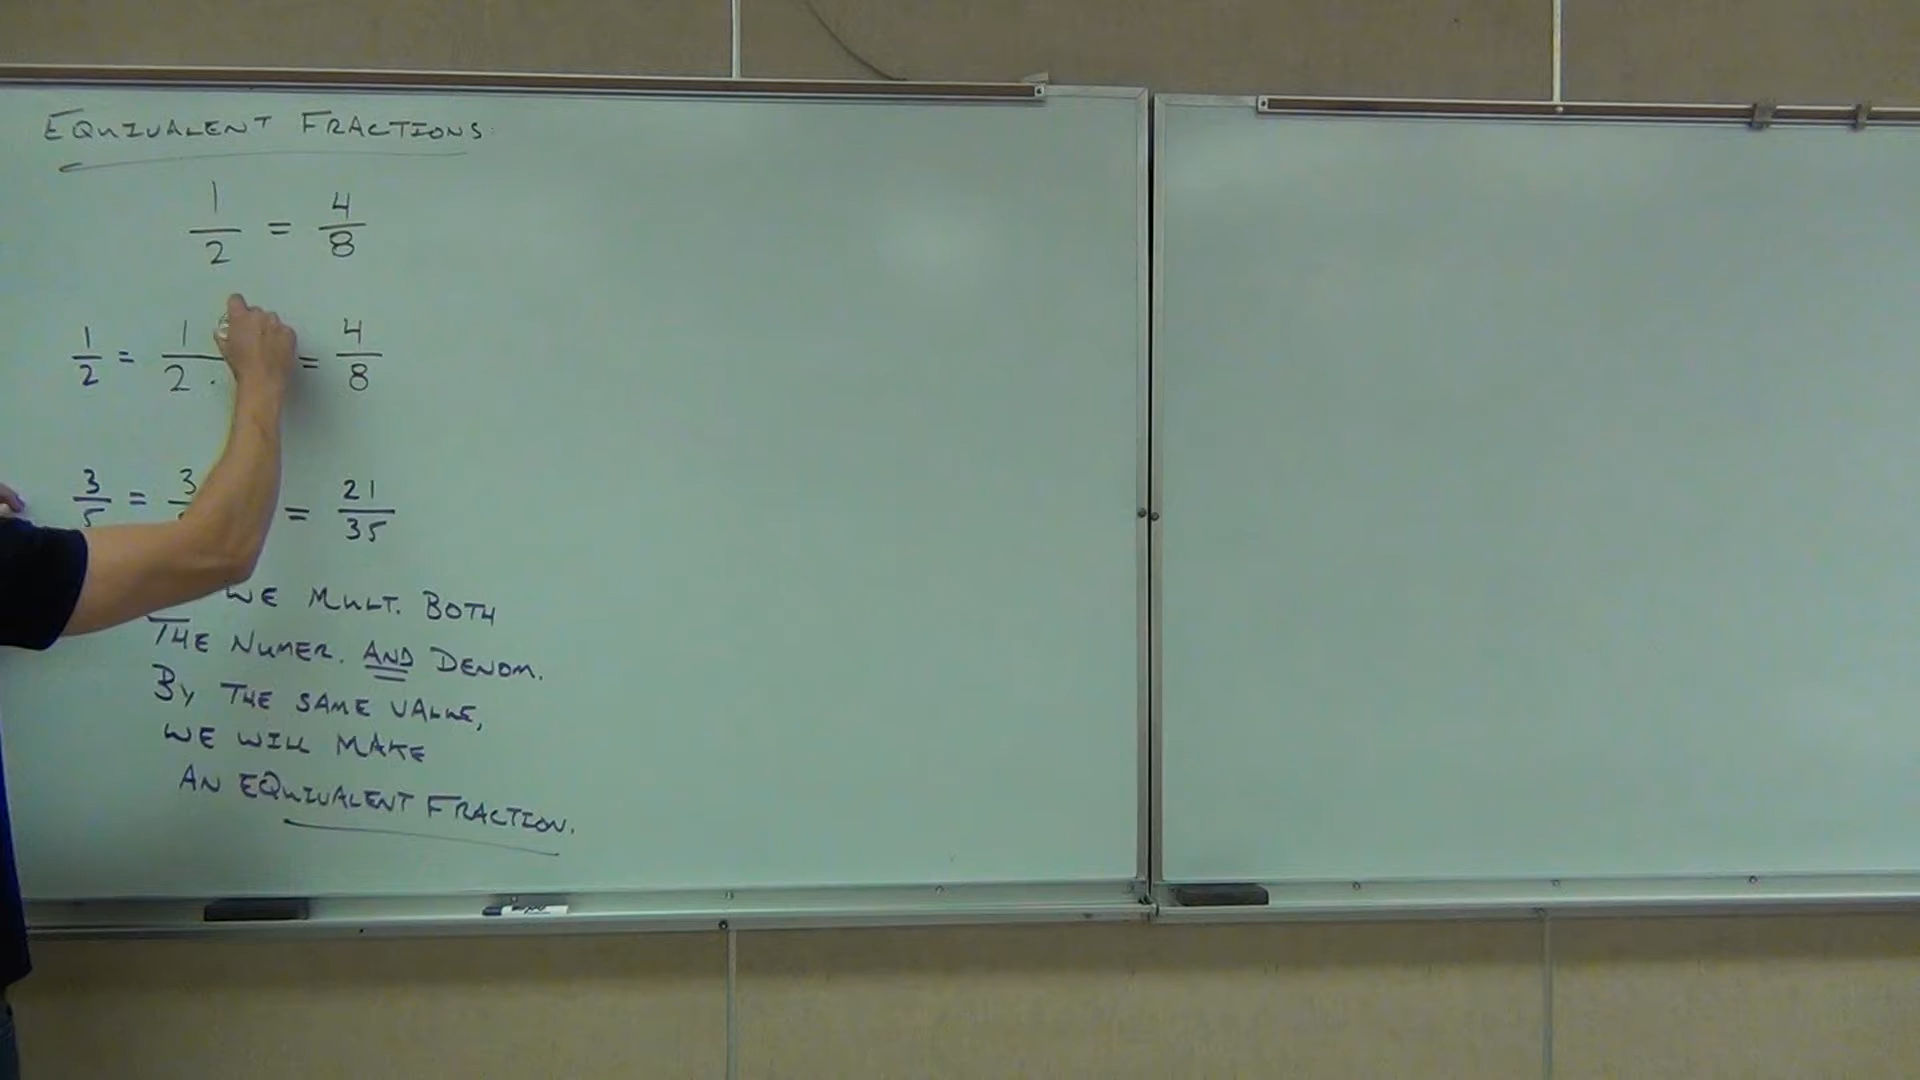 EQUIVALENT FRACTIONS
1/2 = 4/8
1/2 = 1/2 · = 4/8
3/5 = 3 = 21/35
WE MULT. BOTH
THE NUMER. AND DENOM.
BY THE SAME VALUE,
WE WILL MAKE
AN EQUIVALENT FRACTION.